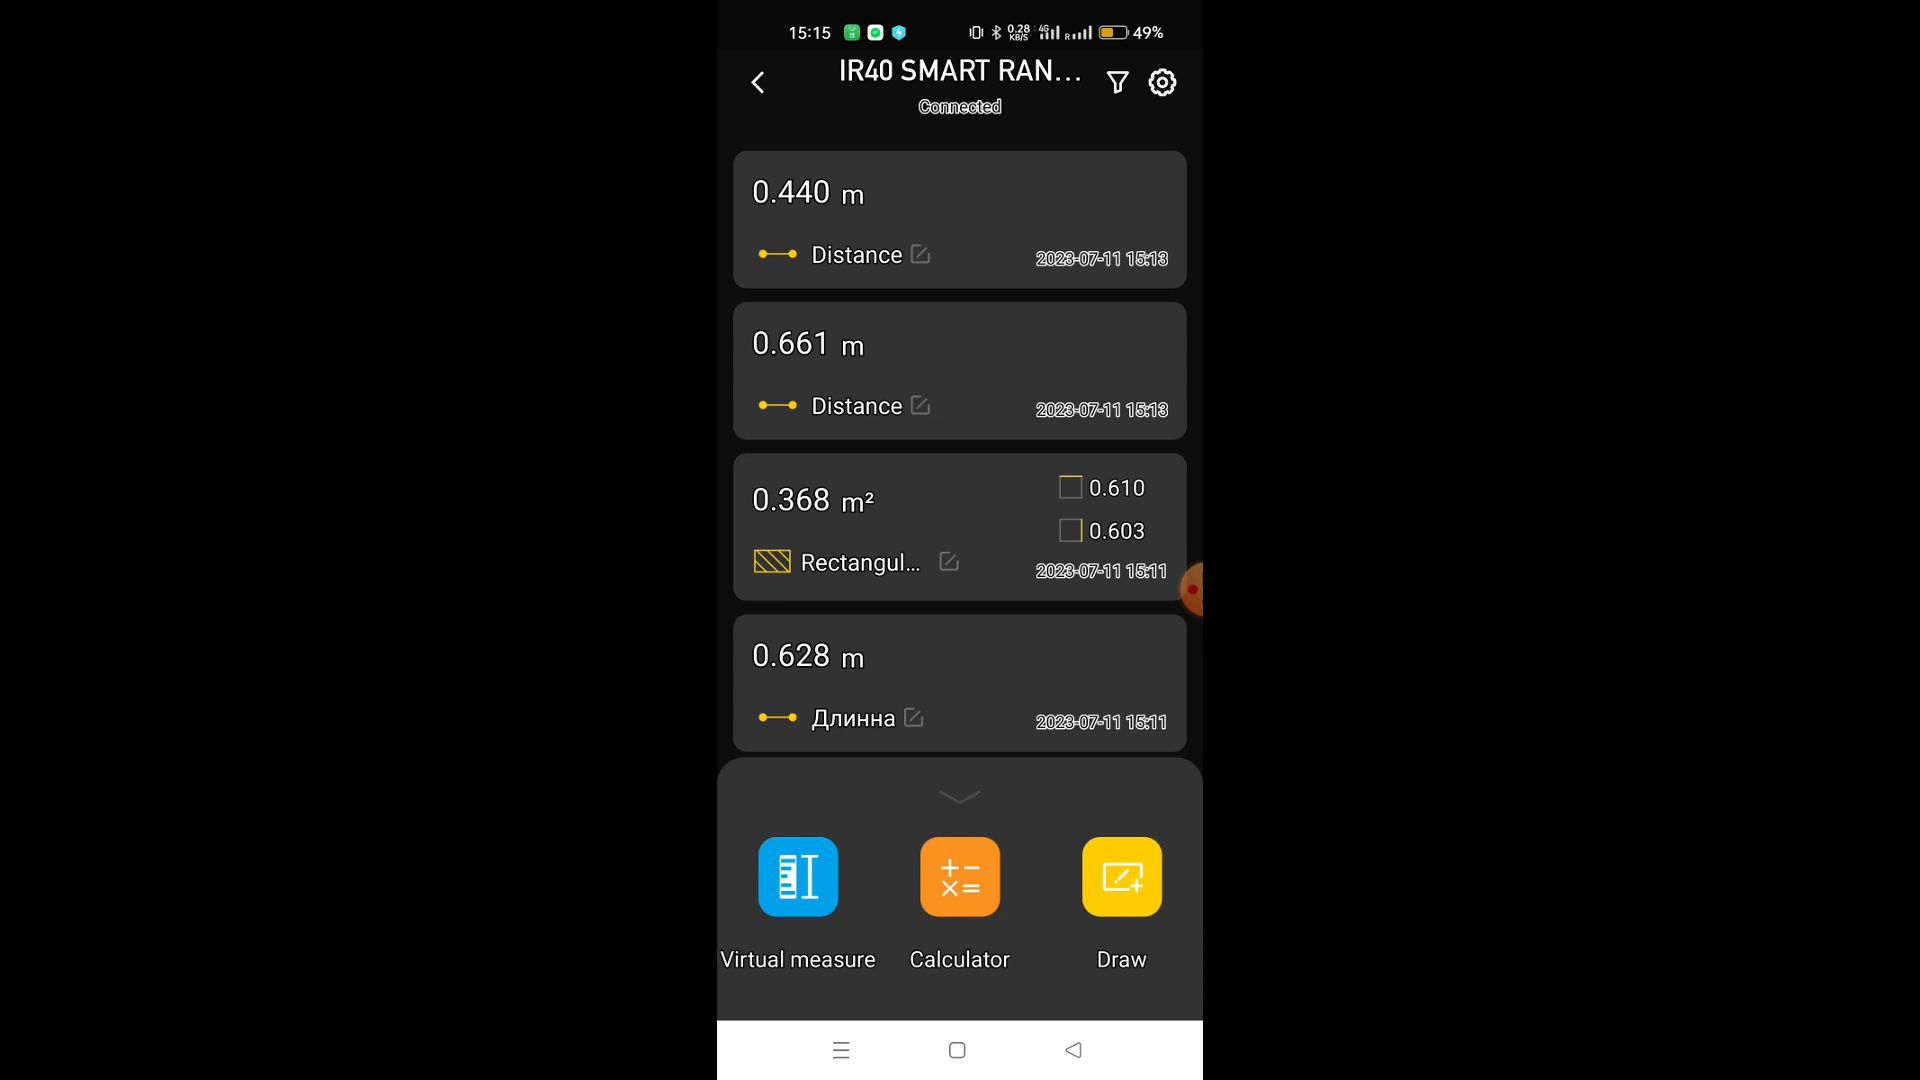 15:15 0.28 KB/S 4G R 49%
IR40 SMART RAN...
Connected
0.440 m
Distance 2023-07-11 15:13
0.661 m
Distance 2023-07-11 15:13
0.368 m² 0.610
0.603
Rectangul... 2023-07-11 15:11
0.628 m
Длинна 2023-07-11 15:11
Virtual measure Calculator Draw